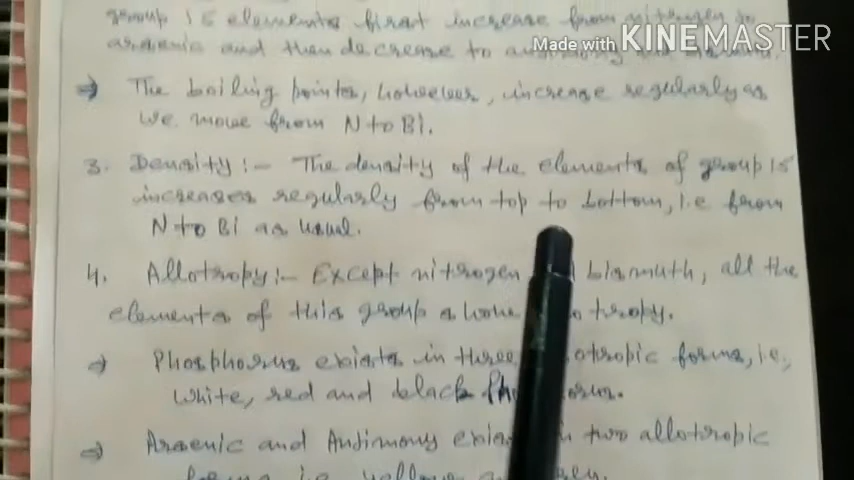 group 15 elements first increase from nitrogen to
arsenic and then decrease to
Made with KINEMASTER
⇒ The boiling points, however, increase regularly as
we move from N to Bi.
3. Density :- The density of the elements of group 15
increases regularly from top to bottom, i.e from
N to Bi as usual.
4. Allotropy :- Except nitrogen bismuth, all the
elements of this group show
⇒ Phosphorus exists in three forms, i.e.,
white, red and black
⇒ Arsenic and Antimony two allotropic
i.e. yellow